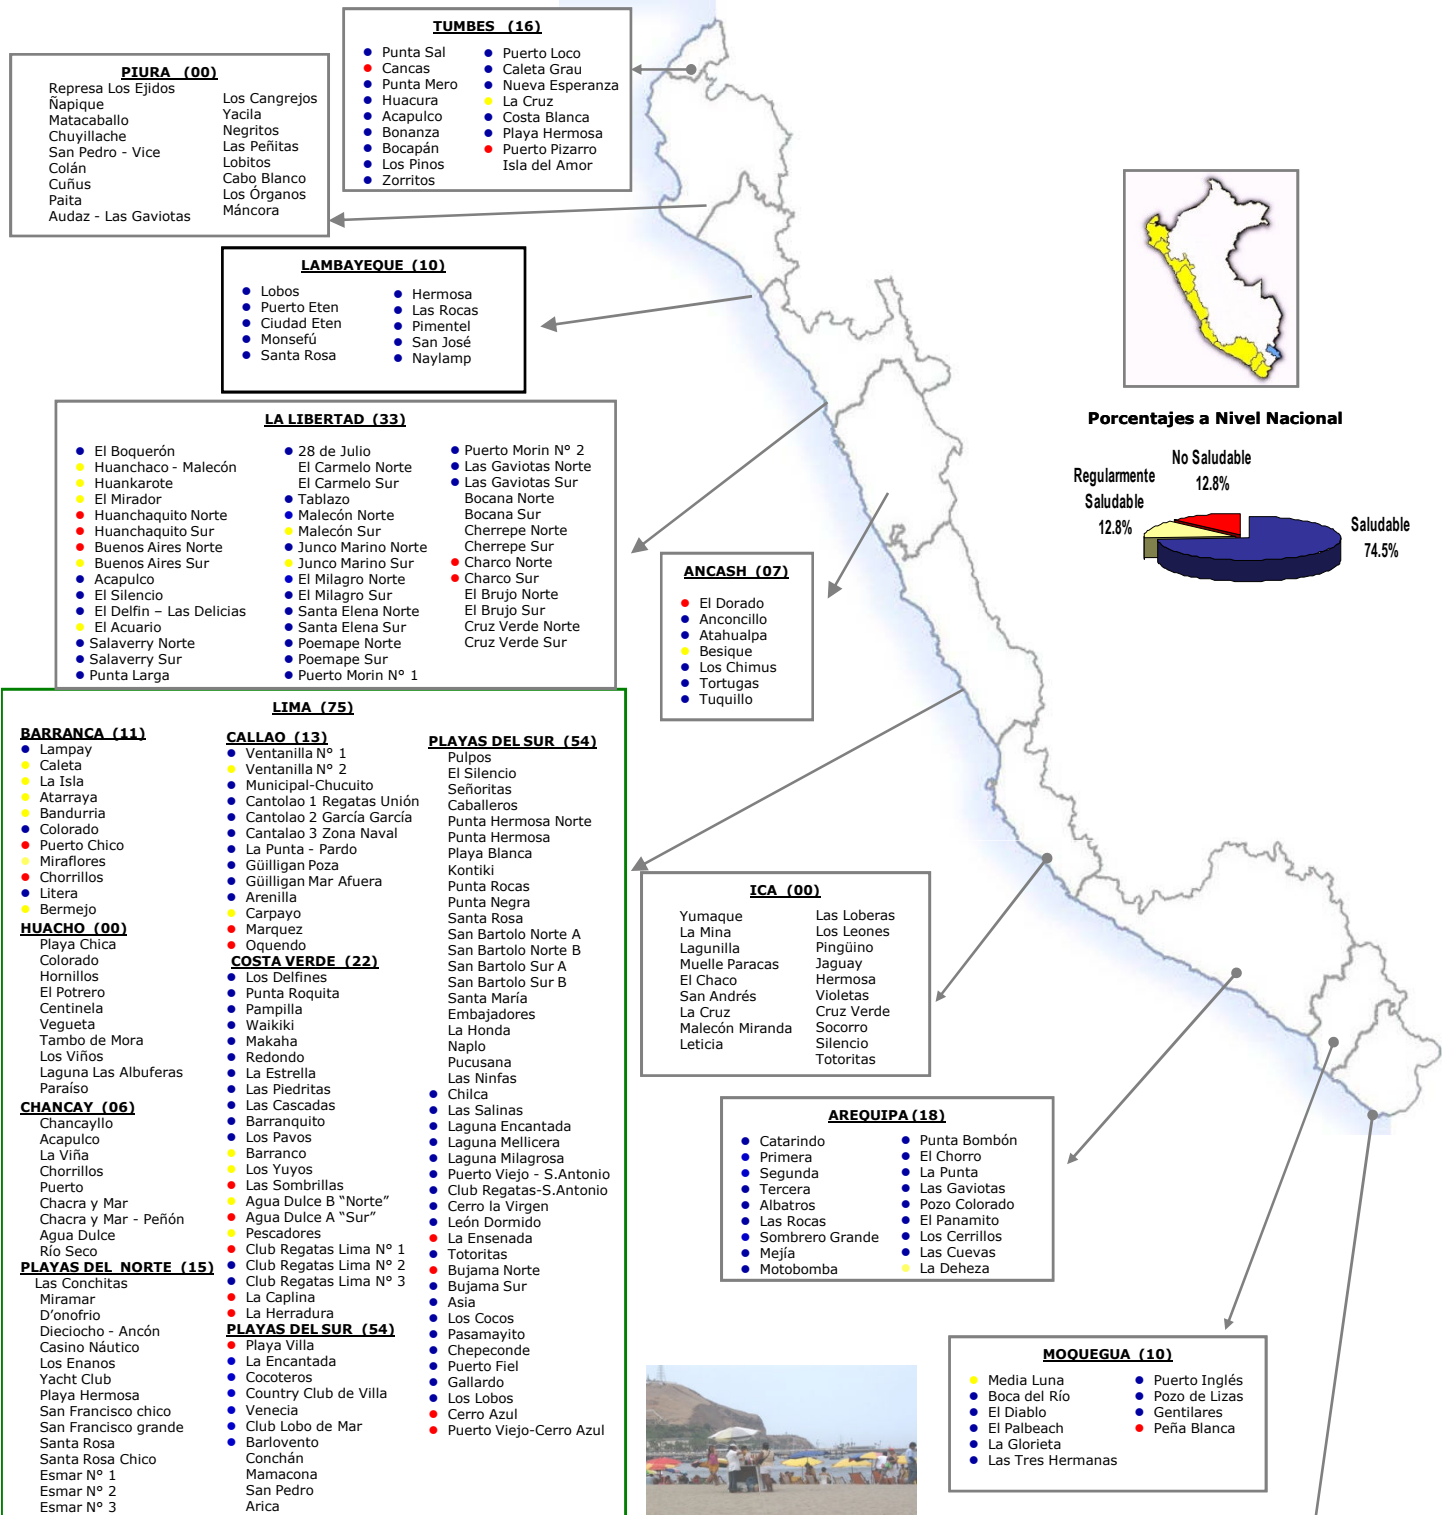 TUMBES (16)
Punta Sal
Cancas
Punta Mero
Huacura
Acapulco
Bonanza
Bocapán
Los Pinos
Zorritos
Puerto Loco
Caleta Grau
Nueva Esperanza
La Cruz
Costa Blanca
Playa Hermosa
Puerto Pizarro
Isla del Amor
PIURA (00)
Represa Los Ejidos
Ñapique
Matacaballo
Chuyillache
San Pedro - Vice
Colán
Cuñus
Paita
Audaz - Las Gaviotas
Los Cangrejos
Yacila
Negritos
Las Peñitas
Lobitos
Cabo Blanco
Los Órganos
Máncora
LAMBAYEQUE (10)
Lobos
Puerto Eten
Ciudad Eten
Monsefú
Santa Rosa
Hermosa
Las Rocas
Pimentel
San José
Naylamp
LA LIBERTAD (33)
El Boquerón
Huanchaco - Malecón
Huankarote
El Mirador
Huanchaquito Norte
Huanchaquito Sur
Buenos Aires Norte
Buenos Aires Sur
Acapulco
El Silencio
El Delfin – Las Delicias
El Acuario
Salaverry Norte
Salaverry Sur
Punta Larga
28 de Julio
El Carmelo Norte
El Carmelo Sur
Tablazo
Malecón Norte
Malecón Sur
Junco Marino Norte
Junco Marino Sur
El Milagro Norte
El Milagro Sur
Santa Elena Norte
Santa Elena Sur
Poemape Norte
Poemape Sur
Puerto Morin N° 1
Puerto Morin N° 2
Las Gaviotas Norte
Las Gaviotas Sur
Bocana Norte
Bocana Sur
Cherrepe Norte
Cherrepe Sur
Charco Norte
Charco Sur
El Brujo Norte
El Brujo Sur
Cruz Verde Norte
Cruz Verde Sur
Porcentajes a Nivel Nacional
No Saludable
12.8%
Regularmente
Saludable
12.8%
Saludable
74.5%
ANCASH (07)
El Dorado
Anconcillo
Atahualpa
Besique
Los Chimus
Tortugas
Tuquillo
LIMA (75)
BARRANCA (11)
Lampay
Caleta
La Isla
Atarraya
Bandurria
Colorado
Puerto Chico
Miraflores
Chorrillos
Litera
Bermejo
HUACHO (00)
Playa Chica
Colorado
Hornillos
El Potrero
Centinela
Vegueta
Tambo de Mora
Los Viños
Laguna Las Albuferas
Paraíso
CHANCAY (06)
Chancayllo
Acapulco
La Viña
Chorrillos
Puerto
Chacra y Mar
Chacra y Mar - Peñón
Agua Dulce
Río Seco
PLAYAS DEL NORTE (15)
Las Conchitas
Miramar
D'onofrio
Dieciocho - Ancón
Casino Náutico
Los Enanos
Yacht Club
Playa Hermosa
San Francisco chico
San Francisco grande
Santa Rosa
Santa Rosa Chico
Esmar N° 1
Esmar N° 2
Esmar N° 3
CALLAO (13)
Ventanilla N° 1
Ventanilla N° 2
Municipal-Chucuito
Cantolao 1 Regatas Unión
Cantolao 2 García García
Cantalao 3 Zona Naval
La Punta - Pardo
Güilligan Poza
Güilligan Mar Afuera
Arenilla
Carpayo
Marquez
Oquendo
COSTA VERDE (22)
Los Delfines
Punta Roquita
Pampilla
Waikiki
Makaha
Redondo
La Estrella
Las Piedritas
Las Cascadas
Barranquito
Los Pavos
Barranco
Los Yuyos
Las Sombrillas
Agua Dulce B “Norte”
Agua Dulce A “Sur”
Pescadores
Club Regatas Lima N° 1
Club Regatas Lima N° 2
Club Regatas Lima N° 3
La Caplina
La Herradura
PLAYAS DEL SUR (54)
Playa Villa
La Encantada
Cocoteros
Country Club de Villa
Venecia
Club Lobo de Mar
Barlovento
Conchán
Mamacona
San Pedro
Arica
PLAYAS DEL SUR (54)
Pulpos
El Silencio
Señoritas
Caballeros
Punta Hermosa Norte
Punta Hermosa
Playa Blanca
Kontiki
Punta Rocas
Punta Negra
Santa Rosa
San Bartolo Norte A
San Bartolo Norte B
San Bartolo Sur A
San Bartolo Sur B
Santa María
Embajadores
La Honda
Naplo
Pucusana
Las Ninfas
Chilca
Las Salinas
Laguna Encantada
Laguna Mellicera
Laguna Milagrosa
Puerto Viejo - S.Antonio
Club Regatas-S.Antonio
Cerro la Virgen
León Dormido
La Ensenada
Totoritas
Bujama Norte
Bujama Sur
Asia
Los Cocos
Pasamayito
Chepeconde
Puerto Fiel
Gallardo
Los Lobos
Cerro Azul
Puerto Viejo-Cerro Azul
ICA (00)
Yumaque
La Mina
Lagunilla
Muelle Paracas
El Chaco
San Andrés
La Cruz
Malecón Miranda
Leticia
Las Loberas
Los Leones
Pingüino
Jaguay
Hermosa
Violetas
Cruz Verde
Socorro
Silencio
Totoritas
AREQUIPA (18)
Catarindo
Primera
Segunda
Tercera
Albatros
Las Rocas
Sombrero Grande
Mejía
Motobomba
Punta Bombón
El Chorro
La Punta
Las Gaviotas
Pozo Colorado
El Panamito
Los Cerrillos
Las Cuevas
La Deheza
MOQUEGUA (10)
Media Luna
Boca del Río
El Diablo
El Palbeach
La Glorieta
Las Tres Hermanas
Puerto Inglés
Pozo de Lizas
Gentilares
Peña Blanca